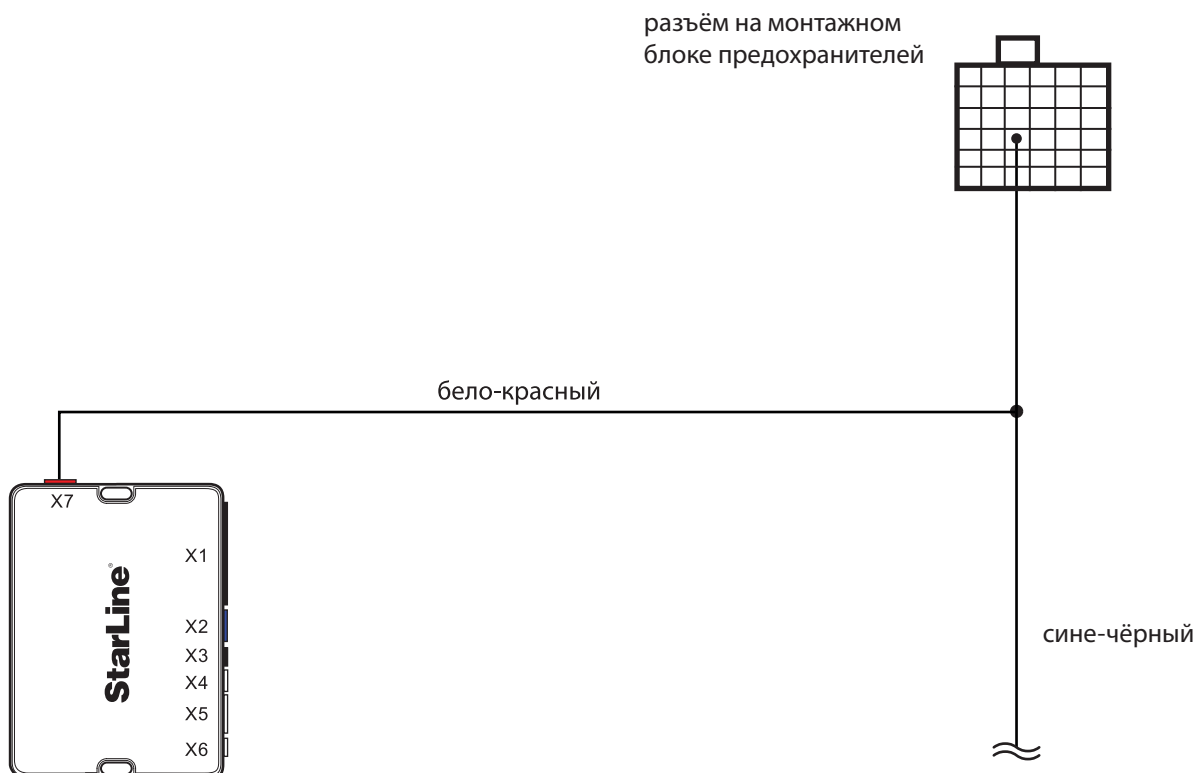 разъём на монтажном
блоке предохранителей
бело-красный
X7
X1
StarLine®
X2
сине-чёрный
X3
X4
X5
X6